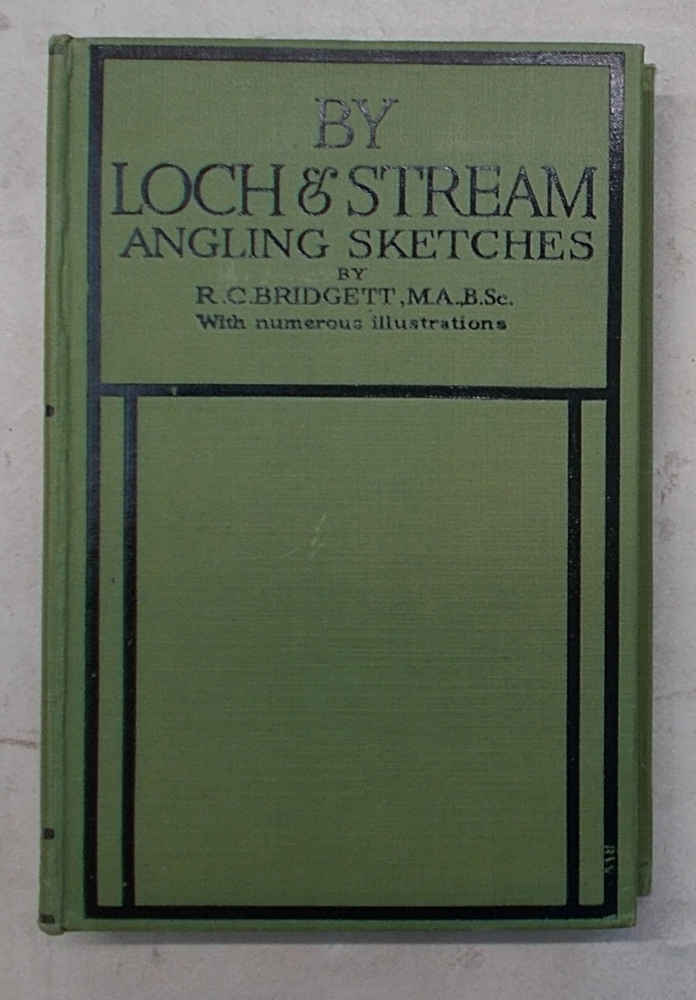 BY
LOCH & STREAM
ANGLING SKETCHES
BY
R.C.BRIDGETT, M.A., B.Sc.
With numerous illustrations